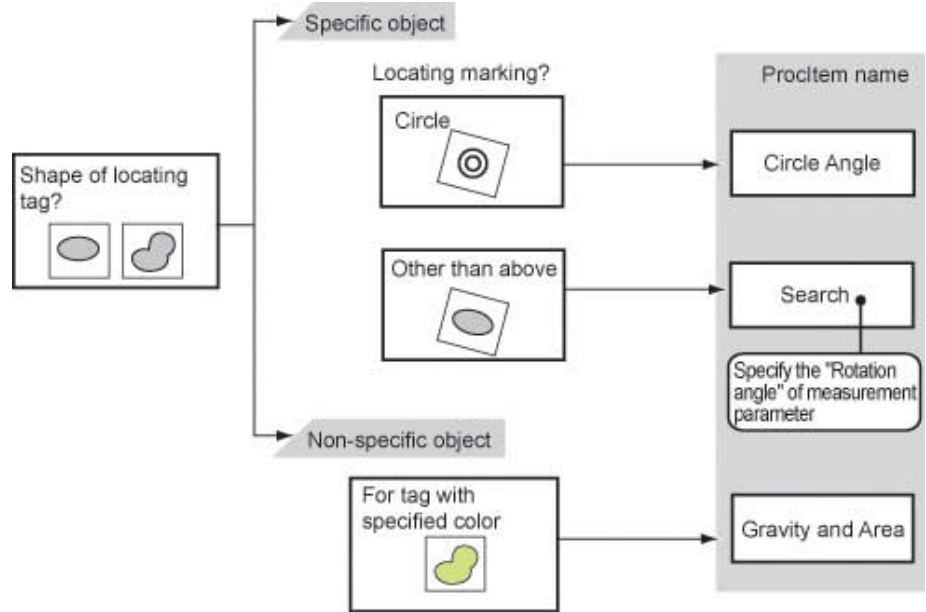 Specific object
Locating marking?
ProcItem name
Circle
Circle Angle
Shape of locating
tag?
Other than above
Search
Specify the "Rotation
angle" of measurement
parameter
Non-specific object
For tag with
specified color
Gravity and Area